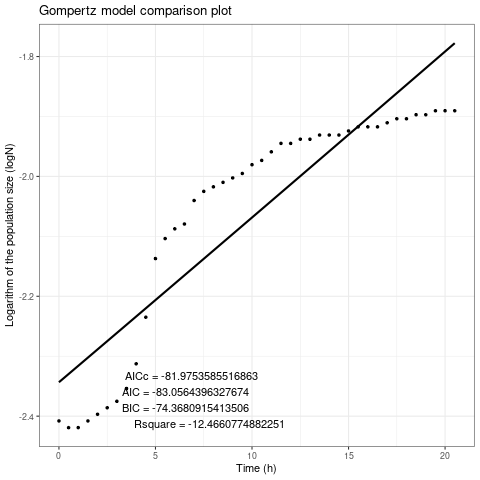 Gompertz model comparison plot
Logarithm of the population size (logN)
-1.8
-2.0
-2.2
-2.4
AICc = -81.9753585516863
AIC = -83.0564396327674
BIC = -74.3680915413506
Rsquare = -12.4660774882251
0
5
10
15
20
Time (h)